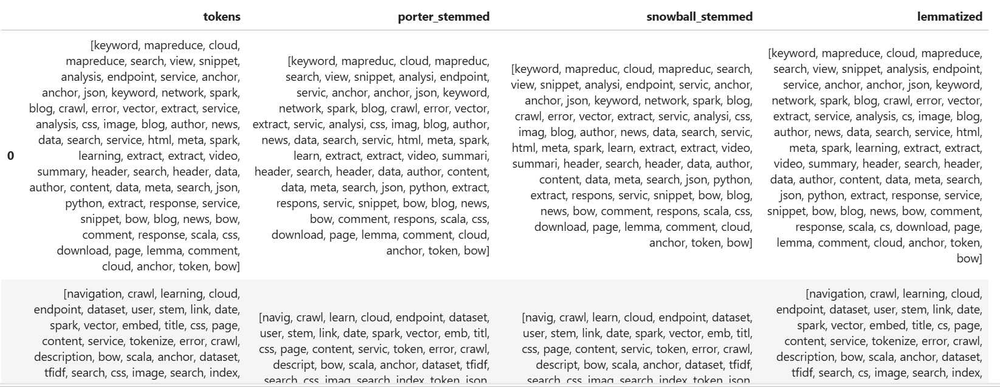 tokens porter_stemmed snowball_stemmed lemmatized
0
[keyword, mapreduce, cloud,
mapreduce, search, view, snippet,
analysis, endpoint, service, anchor,
anchor, json, keyword, network, spark,
blog, crawl, error, vector, extract, service,
analysis, css, image, blog, author, news,
data, search, service, html, meta, spark,
learning, extract, extract, video,
summary, header, search, header, data,
author, content, data, meta, search, json,
python, extract, response, service,
snippet, bow, blog, news, bow,
comment, response, scala, css,
download, page, lemma, comment,
cloud, anchor, token, bow]
[keyword, mapreduc, cloud, mapreduc,
search, view, snippet, analysi, endpoint,
servic, anchor, anchor, json, keyword,
network, spark, blog, crawl, error, vector,
extract, servic, analysi, css, imag, blog, author,
news, data, search, servic, html, meta, spark,
learn, extract, extract, video, summari,
header, search, header, data, author, content,
data, meta, search, json, python, extract,
respons, servic, snippet, bow, blog, news,
bow, comment, respons, scala, css,
download, page, lemma, comment, cloud,
anchor, token, bow]
[keyword, mapreduc, cloud, mapreduc, search,
view, snippet, analysi, endpoint, servic, anchor,
anchor, json, keyword, network, spark, blog,
crawl, error, vector, extract, servic, analysi, css,
imag, blog, author, news, data, search, servic,
html, meta, spark, learn, extract, extract, video,
summari, header, search, header, data, author,
content, data, meta, search, json, python,
extract, respons, servic, snippet, bow, blog,
news, bow, comment, respons, scala, css,
download, page, lemma, comment, cloud,
anchor, token, bow]
[keyword, mapreduce, cloud, mapreduce,
search, view, snippet, analysis, endpoint,
service, anchor, anchor, json, keyword,
network, spark, blog, crawl, error, vector,
extract, service, analysis, cs, image, blog,
author, news, data, search, service, html,
meta, spark, learning, extract, extract,
video, summary, header, search, header,
data, author, content, data, meta, search,
json, python, extract, response, service,
snippet, bow, blog, news, bow, comment,
response, scala, cs, download, page,
lemma, comment, cloud, anchor, token,
bow]
[navigation, crawl, learning, cloud,
endpoint, dataset, user, stem, link, date,
spark, vector, embed, title, css, page,
content, service, tokenize, error, crawl,
description, bow, scala, anchor, dataset,
tfidf, search, css, image, search, index,
[navig, crawl, learn, cloud, endpoint, dataset,
user, stem, link, date, spark, vector, emb, titl,
css, page, content, servic, token, error, crawl,
descript, bow, scala, anchor, dataset, tfidf,
search, css, imag, search, index, token, json,
[navig, crawl, learn, cloud, endpoint, dataset,
user, stem, link, date, spark, vector, emb, titl,
css, page, content, servic, token, error, crawl,
descript, bow, scala, anchor, dataset, tfidf,
search, css, imag, search, index, token, json,
[navigation, crawl, learning, cloud,
endpoint, dataset, user, stem, link, date,
spark, vector, embed, title, cs, page,
content, service, tokenize, error, crawl,
description, bow, scala, anchor, dataset,
tfidf, search, cs, image, search, index,